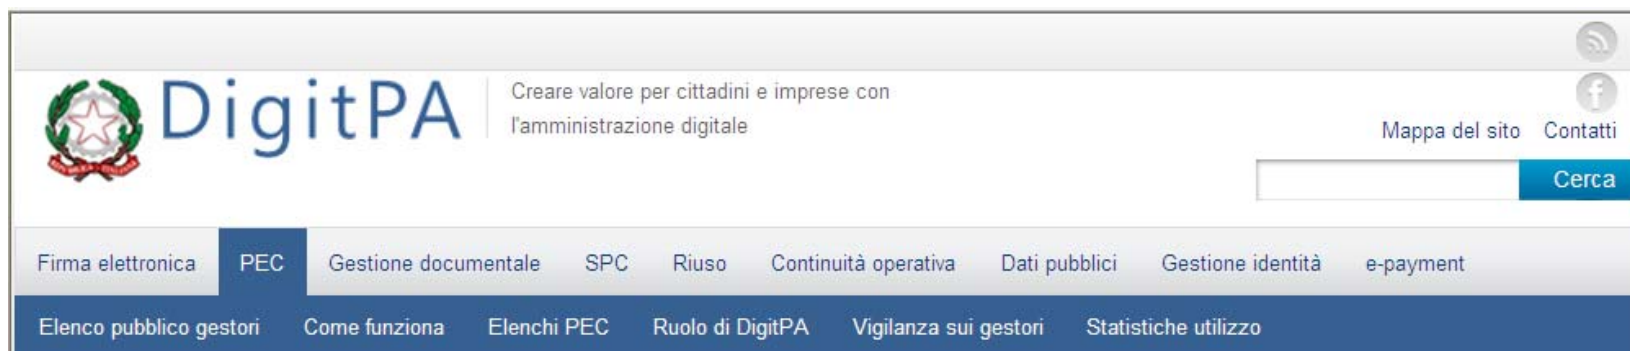 DigitPA
Creare valore per cittadini e imprese con
l'amministrazione digitale
Mappa del sito Contatti
Cerca
Firma elettronica PEC Gestione documentale SPC Riuso Continuità operativa Dati pubblici Gestione identità e-payment
Elenco pubblico gestori Come funziona Elenchi PEC Ruolo di DigitPA Vigilanza sui gestori Statistiche utilizzo